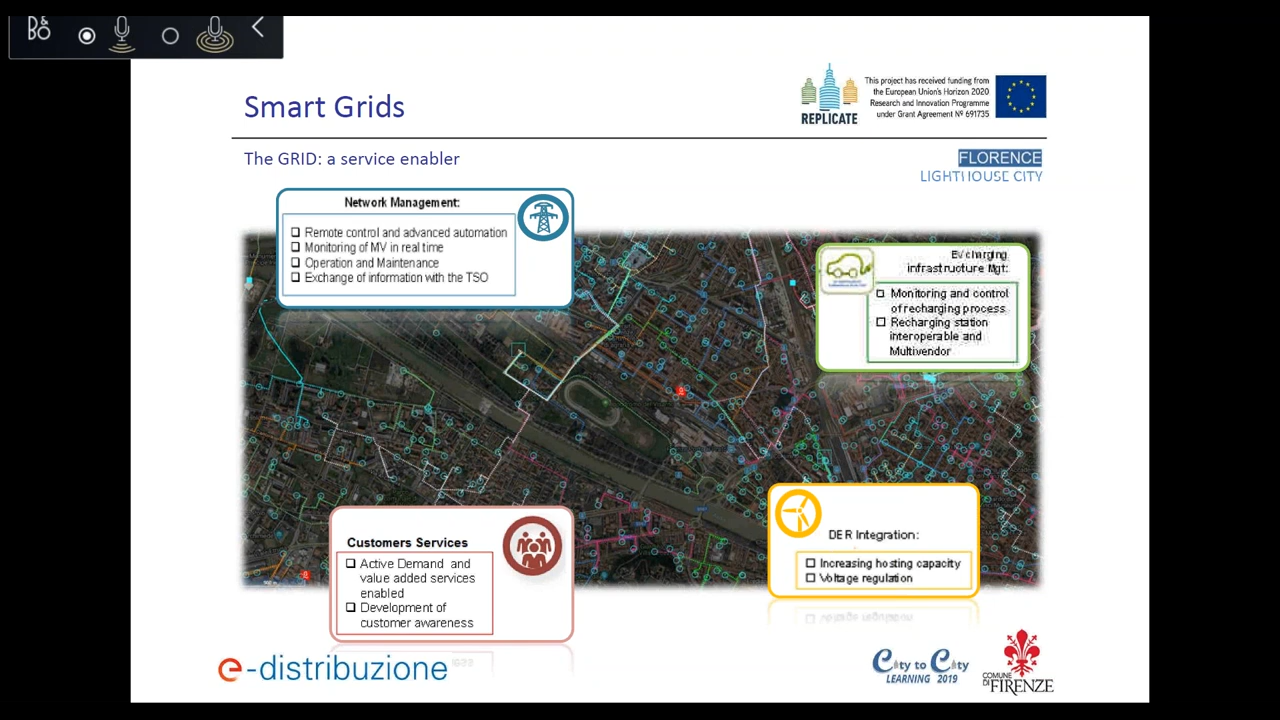 B&O
DO
Smart Grids
REPLICATE
This project has received funding from
the European Union's Horizon 2020
Research and Innovation Programme
under Grant Agreement Nº 691735
The GRID: a service enabler
FLORENCE
LIGHTHOUSE CITY
Network Management:
Remote control and advanced automation
Monitoring of MV in real time
Operation and Maintenance
Exchange of information with the TSO
EV charging
infrastructure Mgt:
Monitoring and control
of recharging process
Recharging station
interoperable and
Multivendor
Customers Services
Active Demand and
value added services
enabled
Development of
customer awareness
DER Integration:
Increasing hosting capacity
Voltage regulation
e-distribuzione
City to City
LEARNING 2019
COMUNE
DI FIRENZE